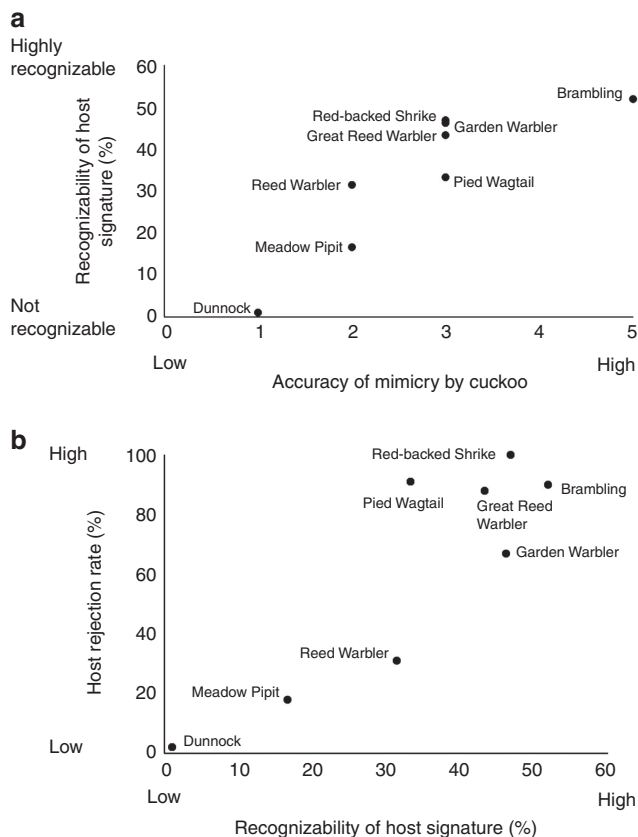 a
Highly
recognizable
Recognizability of host
signature (%)
60
50
40
30
20
10
0
Not
recognizable
Brambling
Red-backed Shrike
Garden Warbler
Great Reed Warbler
Reed Warbler
Pied Wagtail
Meadow Pipit
Dunnock
0 1 2 3 4 5
Low
High
Accuracy of mimicry by cuckoo
b
High
Host rejection rate (%)
100
80
60
40
20
0
Low
Red-backed Shrike
Pied Wagtail
Great Reed
Warbler
Brambling
Garden Warbler
Reed Warbler
Meadow Pipit
Dunnock
0 10 20 30 40 50 60
Low
High
Recognizability of host signature (%)